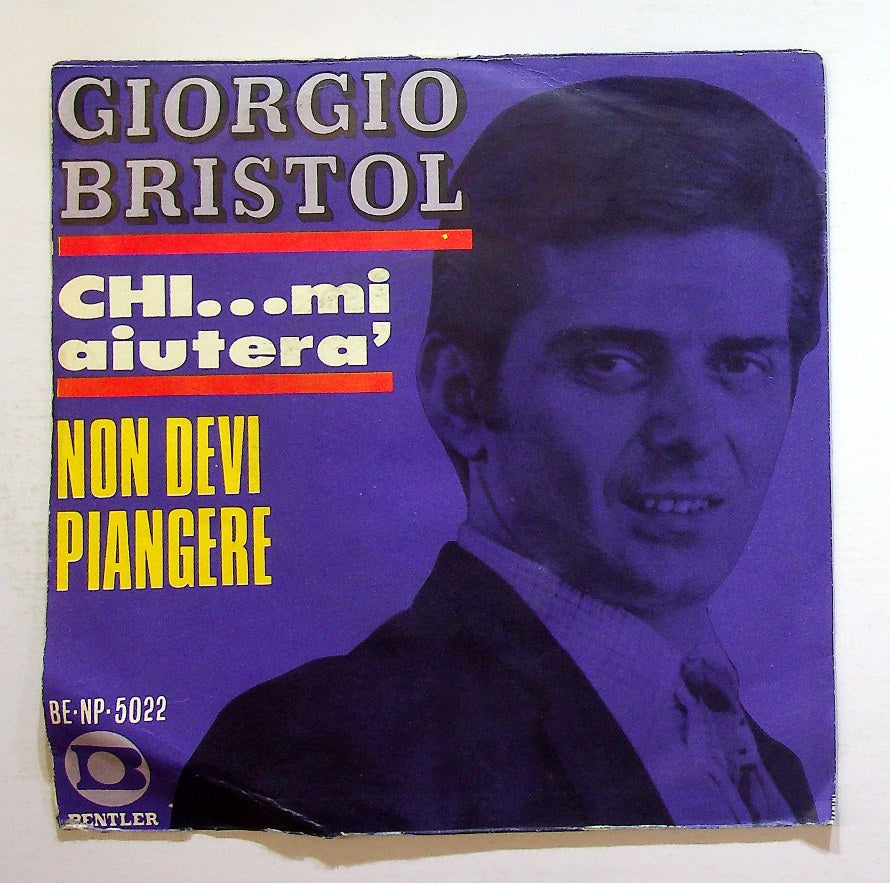 GIORGIO
BRISTOL
CHI...mi
aiutera'
NON DEVI
PIANGERE
BE·NP·5022
B
BENTLER